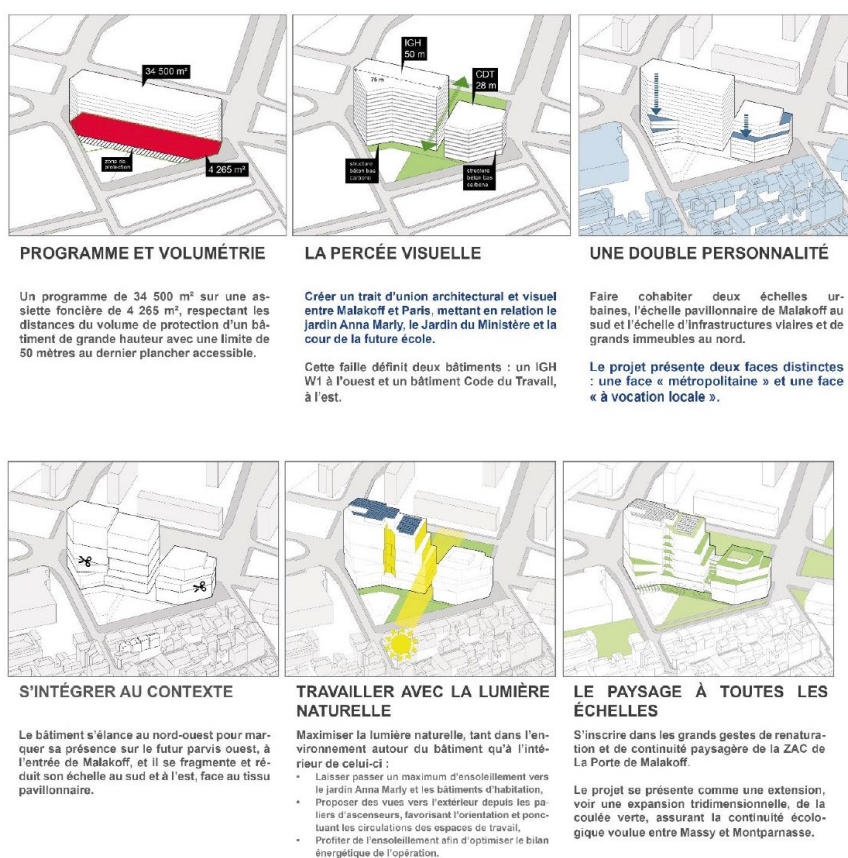 34 500 m²
zone de
protection
4 265 m²
PROGRAMME ET VOLUMÉTRIE
Un programme de 34 500 m² sur une as-
siette foncière de 4 265 m², respectant les
distances du volume de protection d'un bâ-
timent de grande hauteur avec une limite de
50 mètres au dernier plancher accessible.
IGH
50 m
75 m
CDT
28 m
structure
béton bas
carbone
structure
béton bas
carbone
LA PERCÉE VISUELLE
Créer un trait d'union architectural et visuel
entre Malakoff et Paris, mettant en relation le
jardin Anna Marly, le Jardin du Ministère et la
cour de la future école.
Cette faille définit deux bâtiments : un IGH
W1 à l'ouest et un bâtiment Code du Travail,
à l'est.
UNE DOUBLE PERSONNALITÉ
Faire cohabiter deux échelles ur-
baines, l'échelle pavillonnaire de Malakoff au
sud et l'échelle d'infrastructures viaires et de
grands immeubles au nord.
Le projet présente deux faces distinctes
: une face « métropolitaine » et une face
« à vocation locale ».
S'INTÉGRER AU CONTEXTE
Le bâtiment s'élance au nord-ouest pour mar-
quer sa présence sur le futur parvis ouest, à
l'entrée de Malakoff, et il se fragmente et ré-
duit son échelle au sud et à l'est, face au tissu
pavillonnaire.
TRAVAILLER AVEC LA LUMIÈRE
NATURELLE
Maximiser la lumière naturelle, tant dans l'en-
vironnement autour du bâtiment qu'à l'inté-
rieur de celui-ci :
• Laisser passer un maximum d'ensoleillement vers
le jardin Anna Marly et les bâtiments d'habitation,
• Proposer des vues vers l'extérieur depuis les pa-
liers d'ascenseurs, favorisant l'orientation et ponc-
tuant les circulations des espaces de travail,
• Profiter de l'ensoleillement afin d'optimiser le bilan
énergétique de l'opération.
LE PAYSAGE À TOUTES LES
ÉCHELLES
S'inscrire dans les grands gestes de renatura-
tion et de continuité paysagère de la ZAC de
La Porte de Malakoff.
Le projet se présente comme une extension,
voir une expansion tridimensionnelle, de la
coulée verte, assurant la continuité écolo-
gique voulue entre Massy et Montparnasse.